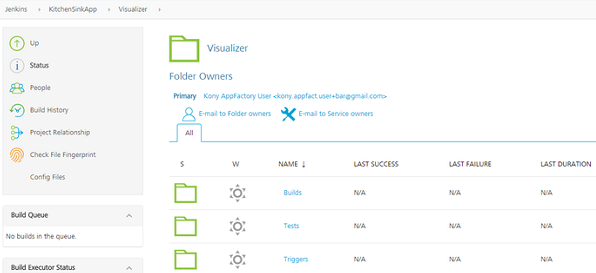 Jenkins > KitchenSinkApp > Visualizer >
Up
Status
People
Build History
Project Relationship
Check File Fingerprint
Config Files
Build Queue
No builds in the queue.
Build Executor Status
Visualizer
Folder Owners
Primary Kony AppFactory User <kony.appfact.user+bar@gmail.com>
E-mail to Folder owners E-mail to Service owners
All
S W NAME ↓ LAST SUCCESS LAST FAILURE LAST DURATION
Builds N/A N/A N/A
Tests N/A N/A N/A
Triggers N/A N/A N/A